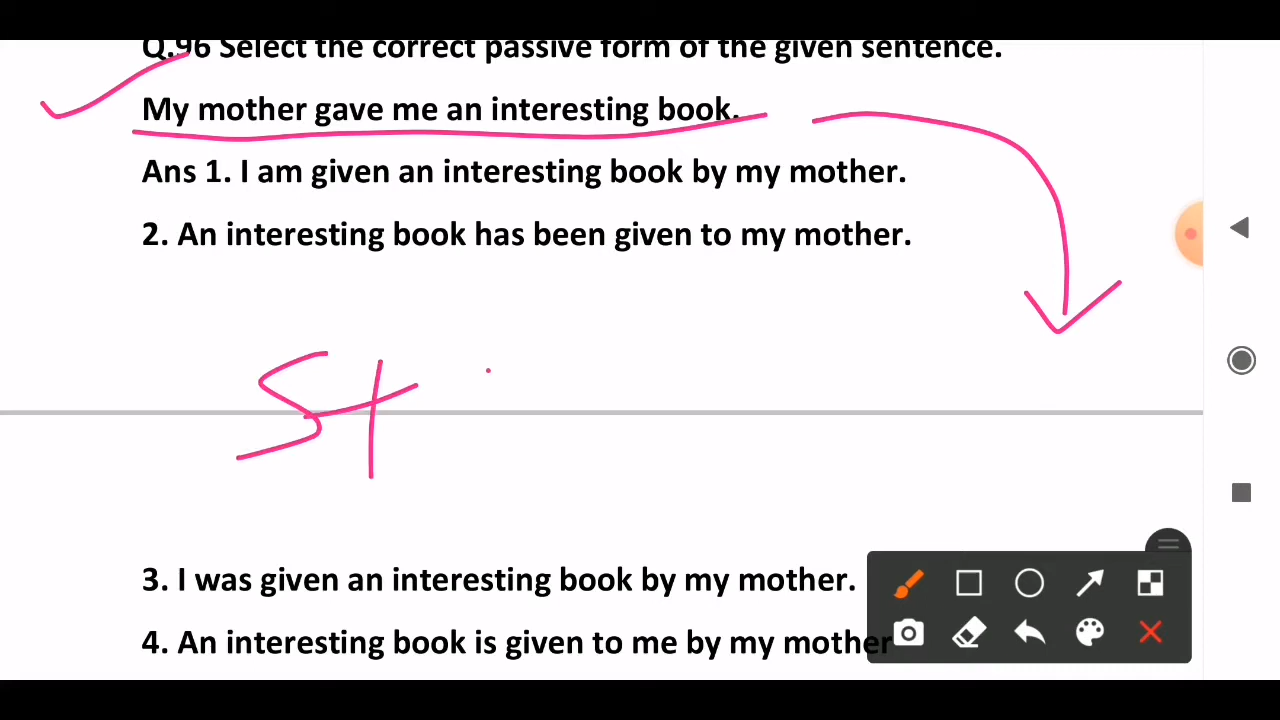 Q.96 Select the correct passive form of the given sentence.
My mother gave me an interesting book.
Ans 1. I am given an interesting book by my mother.
2. An interesting book has been given to my mother.
St
3. I was given an interesting book by my mother.
4. An interesting book is given to me by my mother